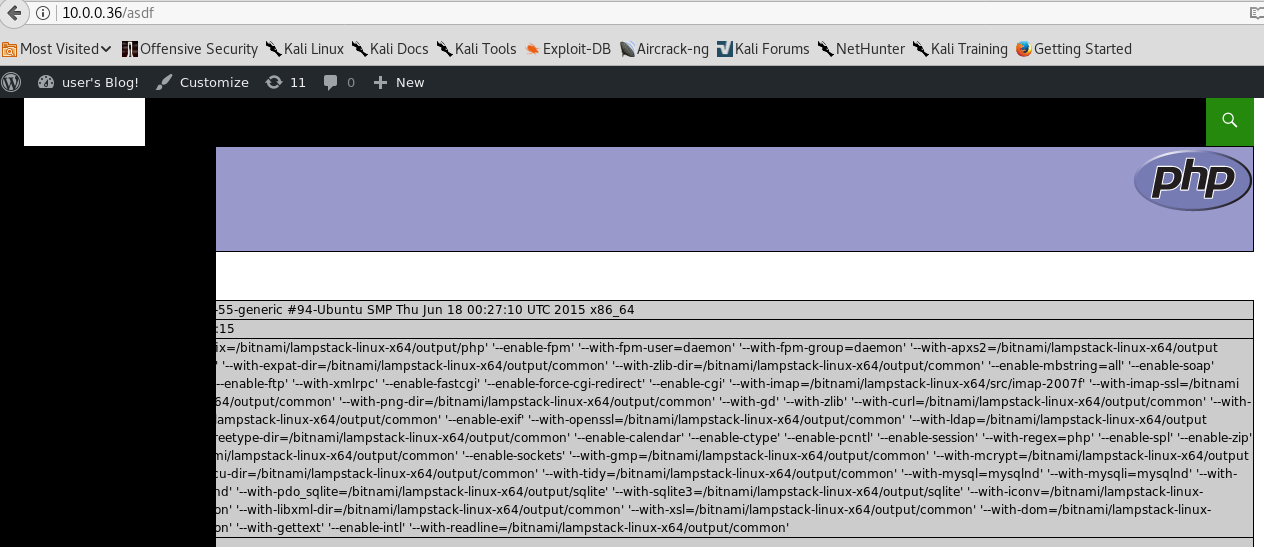 10.0.0.36/asdf
Most Visited Offensive Security Kali Linux Kali Docs Kali Tools Exploit-DB Aircrack-ng Kali Forums NetHunter Kali Training Getting Started
user's Blog! Customize 11 0 New
php
-55-generic #94-Ubuntu SMP Thu Jun 18 00:27:10 UTC 2015 x86_64
:15
ix=/bitnami/lampstack-linux-x64/output/php' '--enable-fpm' '--with-fpm-user=daemon' '--with-fpm-group=daemon' '--with-apxs2=/bitnami/lampstack-linux-x64/output
' '--with-expat-dir=/bitnami/lampstack-linux-x64/output/common' '--with-zlib-dir=/bitnami/lampstack-linux-x64/output/common' '--enable-mbstring=all' '--enable-soap'
'--enable-ftp' '--with-xmlrpc' '--enable-fastcgi' '--enable-force-cgi-redirect' '--enable-cgi' '--with-imap=/bitnami/lampstack-linux-x64/src/imap-2007f' '--with-imap-ssl=/bitnami
64/output/common' '--with-png-dir=/bitnami/lampstack-linux-x64/output/common' '--with-gd' '--with-zlib' '--with-curl=/bitnami/lampstack-linux-x64/output/common' '--with-
lampstack-linux-x64/output/common' '--enable-exif' '--with-openssl=/bitnami/lampstack-linux-x64/output/common' '--with-ldap=/bitnami/lampstack-linux-x64/output
reetype-dir=/bitnami/lampstack-linux-x64/output/common' '--enable-calendar' '--enable-ctype' '--enable-pcntl' '--enable-session' '--with-regex=php' '--enable-spl' '--enable-zip'
mi/lampstack-linux-x64/output/common' '--enable-sockets' '--with-gmp=/bitnami/lampstack-linux-x64/output/common' '--with-mcrypt=/bitnami/lampstack-linux-x64/output
cu-dir=/bitnami/lampstack-linux-x64/output/common' '--with-tidy=/bitnami/lampstack-linux-x64/output/common' '--with-mysql=mysqlnd' '--with-mysqli=mysqlnd' '--with-
nd' '--with-pdo_sqlite=/bitnami/lampstack-linux-x64/output/sqlite' '--with-sqlite3=/bitnami/lampstack-linux-x64/output/sqlite' '--with-iconv=/bitnami/lampstack-linux-
on' '--with-libxml-dir=/bitnami/lampstack-linux-x64/output/common' '--with-xsl=/bitnami/lampstack-linux-x64/output/common' '--with-dom=/bitnami/lampstack-linux-
on' '--with-gettext' '--enable-intl' '--with-readline=/bitnami/lampstack-linux-x64/output/common'